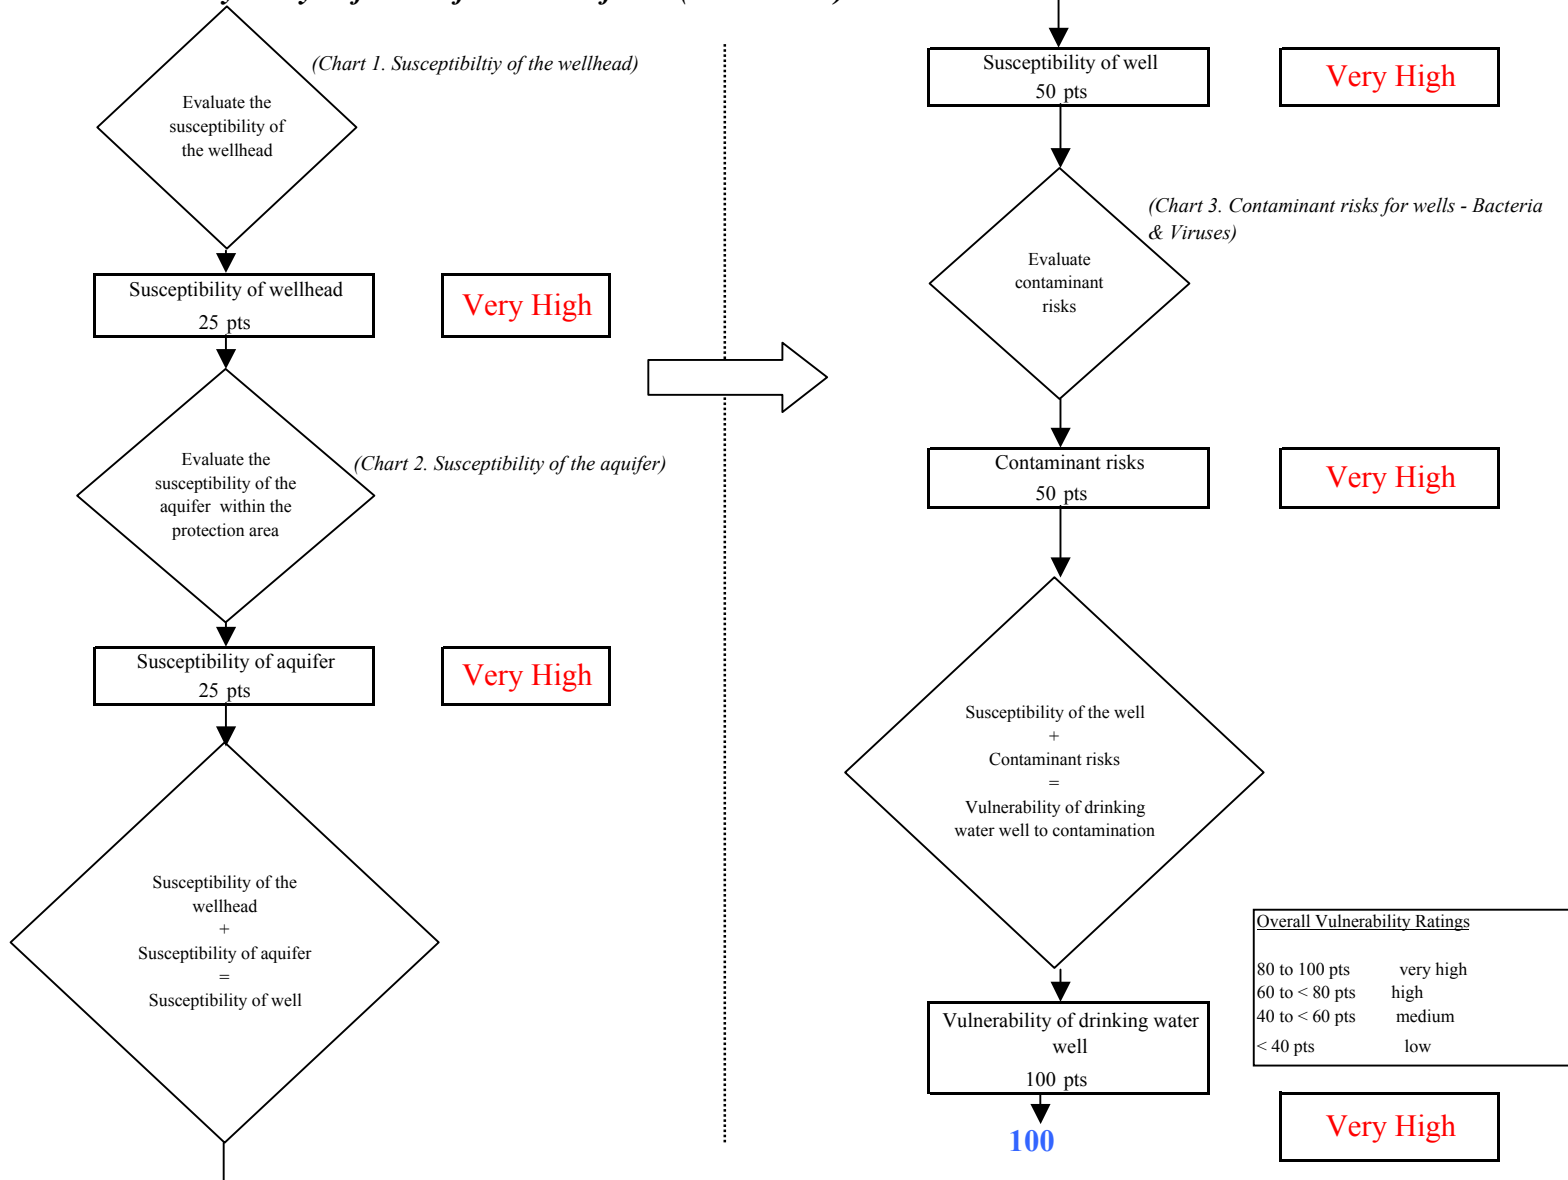 (Chart 1. Susceptibiltiy of the wellhead)
Evaluate the
susceptibility of
the wellhead
Susceptibility of wellhead
25 pts
Very High
(Chart 2. Susceptibility of the aquifer)
Evaluate the
susceptibility of the
aquifer within the
protection area
Susceptibility of aquifer
25 pts
Very High
Susceptibility of the
wellhead
+
Susceptibility of aquifer
=
Susceptibility of well
Susceptibility of well
50 pts
Very High
(Chart 3. Contaminant risks for wells - Bacteria
& Viruses)
Evaluate
contaminant
risks
Contaminant risks
50 pts
Very High
Susceptibility of the well
+
Contaminant risks
=
Vulnerability of drinking
water well to contamination
Overall Vulnerability Ratings
80 to 100 pts very high
60 to < 80 pts high
40 to < 60 pts medium
< 40 pts low
Vulnerability of drinking water
well
100 pts
100
Very High